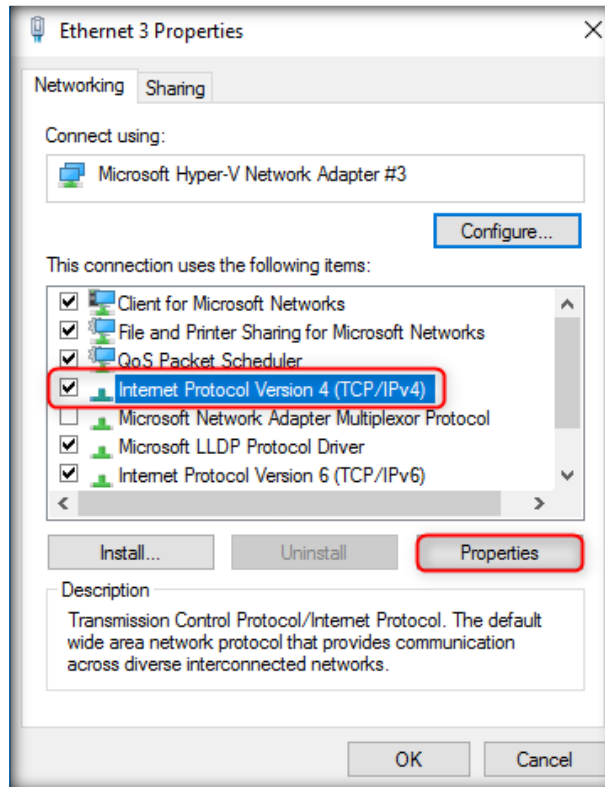 Ethernet 3 Properties
Networking
Sharing
Connect using:
Microsoft Hyper-V Network Adapter #3
Configure...
This connection uses the following items:
Client for Microsoft Networks
File and Printer Sharing for Microsoft Networks
QoS Packet Scheduler
Internet Protocol Version 4 (TCP/IPv4)
Microsoft Network Adapter Multiplexor Protocol
Microsoft LLDP Protocol Driver
Internet Protocol Version 6 (TCP/IPv6)
Install...
Uninstall
Properties
Description
Transmission Control Protocol/Internet Protocol. The default
wide area network protocol that provides communication
across diverse interconnected networks.
OK
Cancel